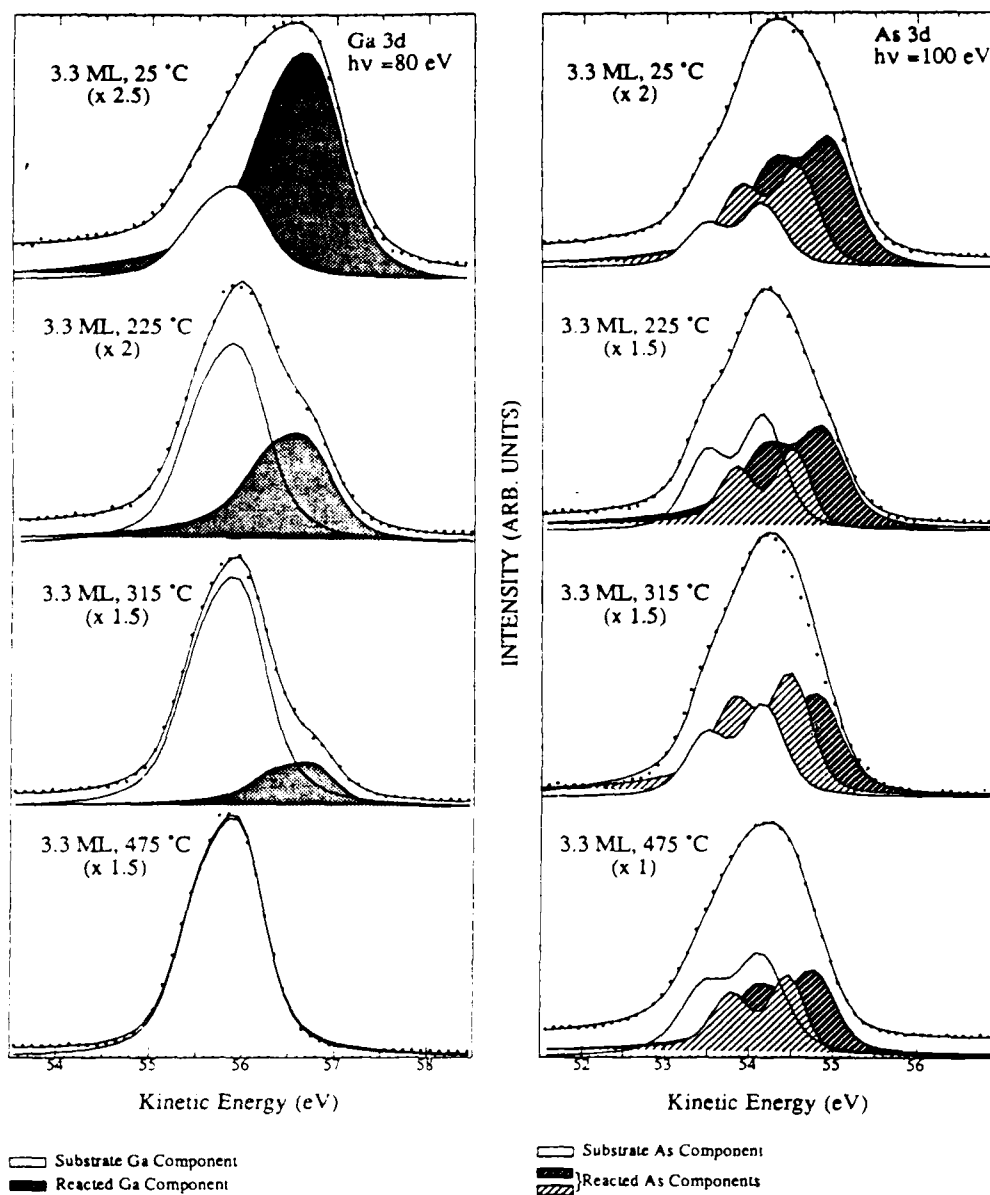 Ga 3d
hν =80 eV
3.3 ML, 25 °C
(x 2.5)
3.3 ML, 225 °C
(x 2)
3.3 ML, 315 °C
(x 1.5)
3.3 ML, 475 °C
(x 1.5)
54 55 56 57 58
Kinetic Energy (eV)
Substrate Ga Component
Reacted Ga Component
INTENSITY (ARB. UNITS)
As 3d
hν =100 eV
3.3 ML, 25 °C
(x 2)
3.3 ML, 225 °C
(x 1.5)
3.3 ML, 315 °C
(x 1.5)
3.3 ML, 475 °C
(x 1)
52 53 54 55 56
Kinetic Energy (eV)
Substrate As Component
}Reacted As Components